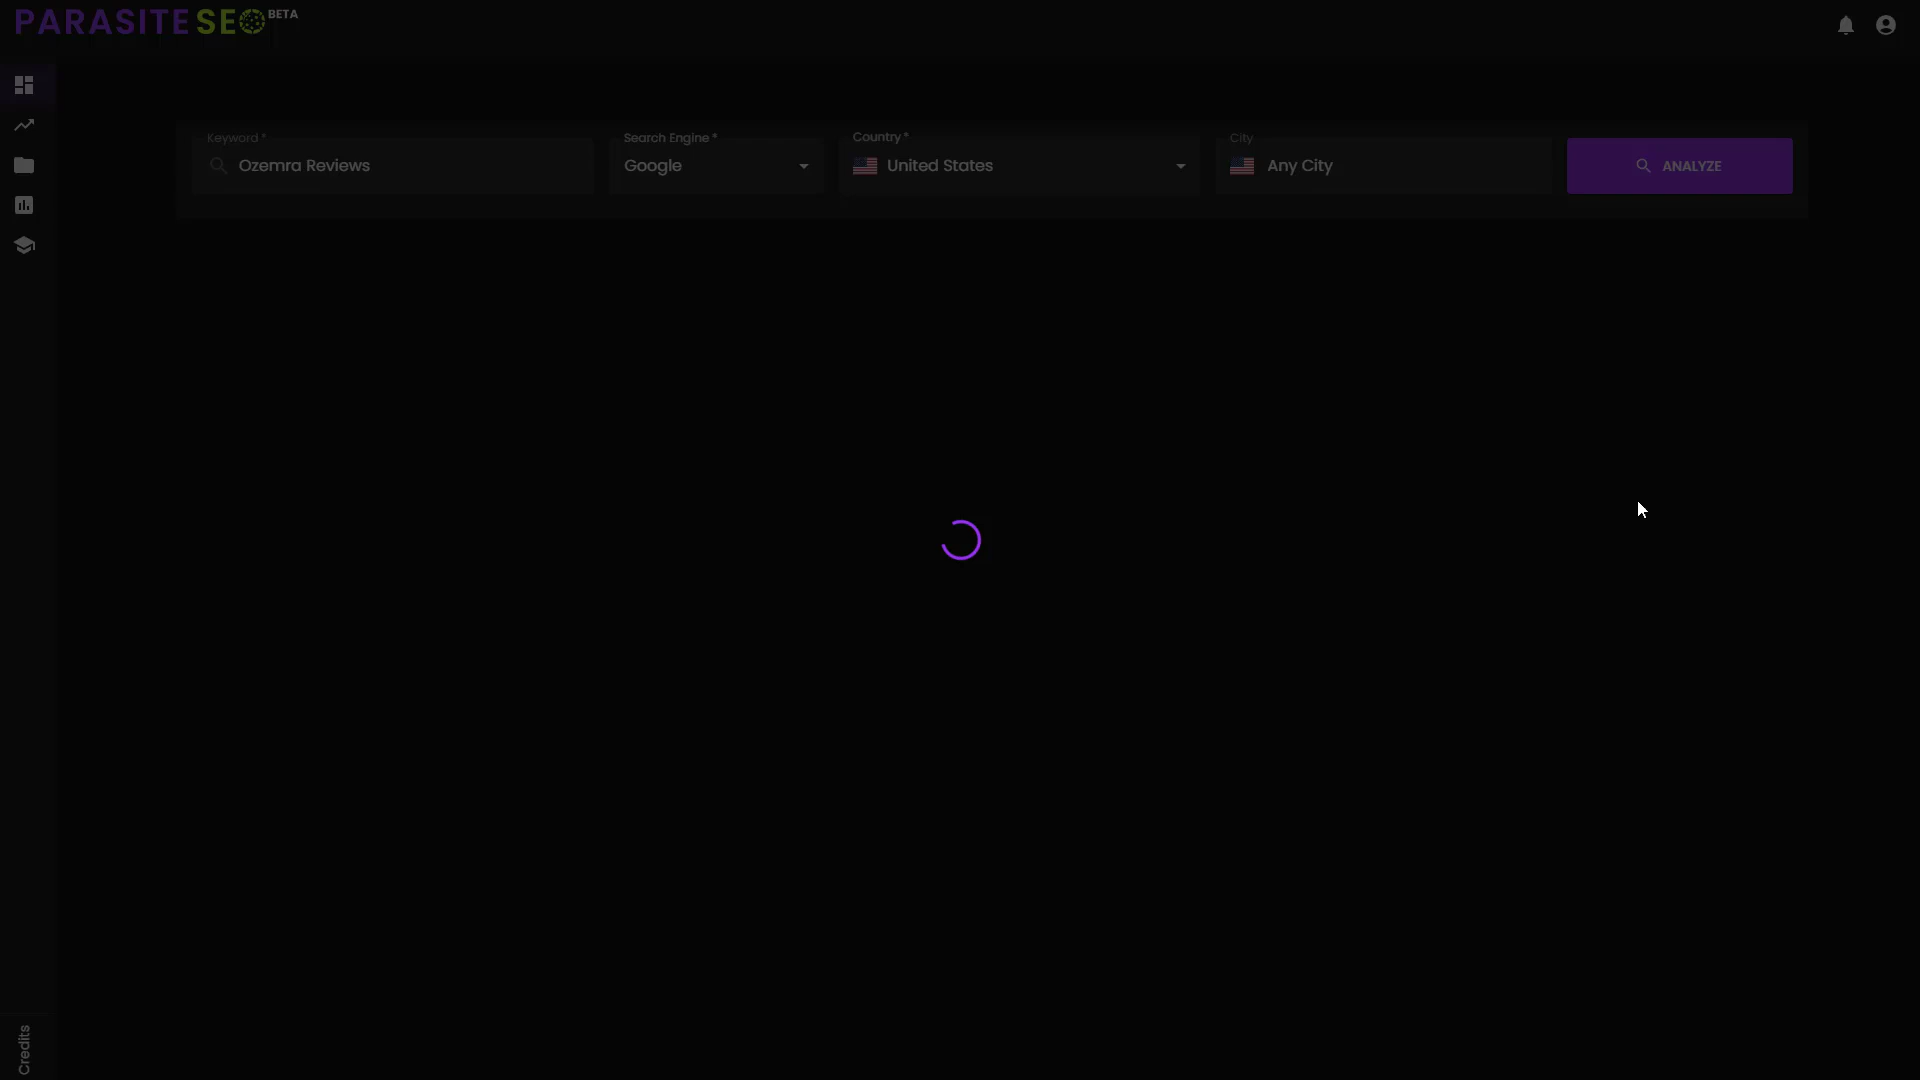 PARASITE SEO BETA
Keyword *
Ozemra Reviews
Search Engine *
Google
Country *
United States
City
Any City
ANALYZE
Credits